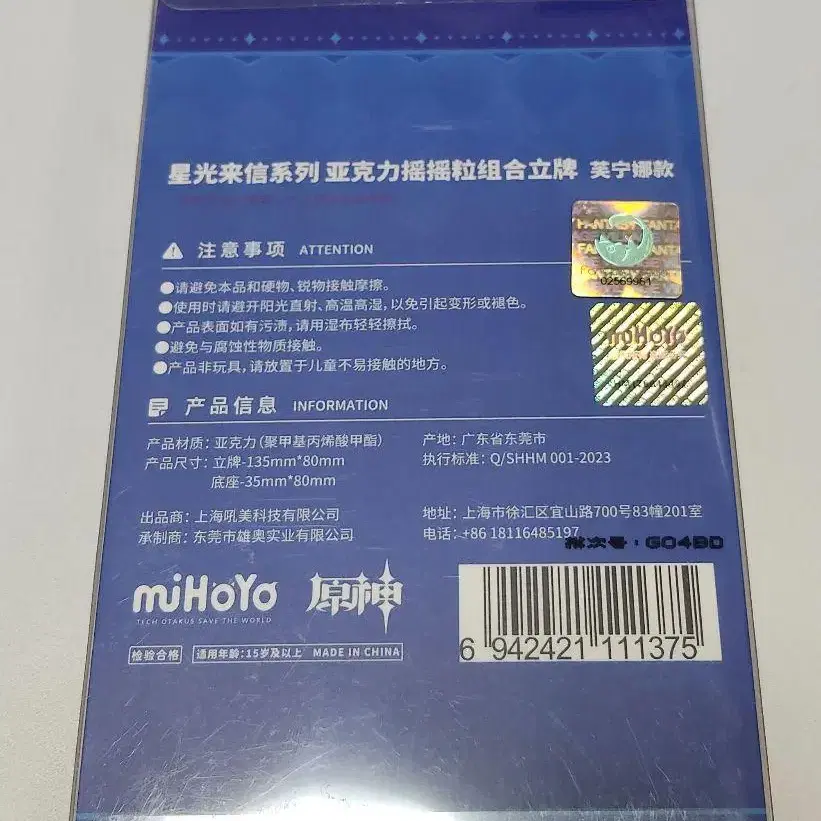 星光来信系列 亚克力摇摇粒组合立牌 芙宁娜款
注意事项 ATTENTION
●请避免本品和硬物、锐物接触摩擦。
●使用时请避开阳光直射、高温高湿,以免引起变形或褪色。
●产品表面如有污渍,请用湿布轻轻擦拭。
●避免与腐蚀性物质接触。
●产品非玩具,请放置于儿童不易接触的地方。
02569961
miHoYo
产品信息 INFORMATION
产品材质: 亚克力(聚甲基丙烯酸甲酯)
产品尺寸: 立牌-135mm*80mm
底座-35mm*80mm
产地: 广东省东莞市
执行标准: Q/SHHM 001-2023
出品商: 上海吼美科技有限公司
承制商: 东莞市雄奥实业有限公司
地址: 上海市徐汇区宜山路700号83幢201室
电话: +86 18116485197
批次号:G04BD
miHoYo
TECH OTAKUS SAVE THE WORLD
原神
检验合格
适用年龄:15岁及以上 MADE IN CHINA
6 942421 111375